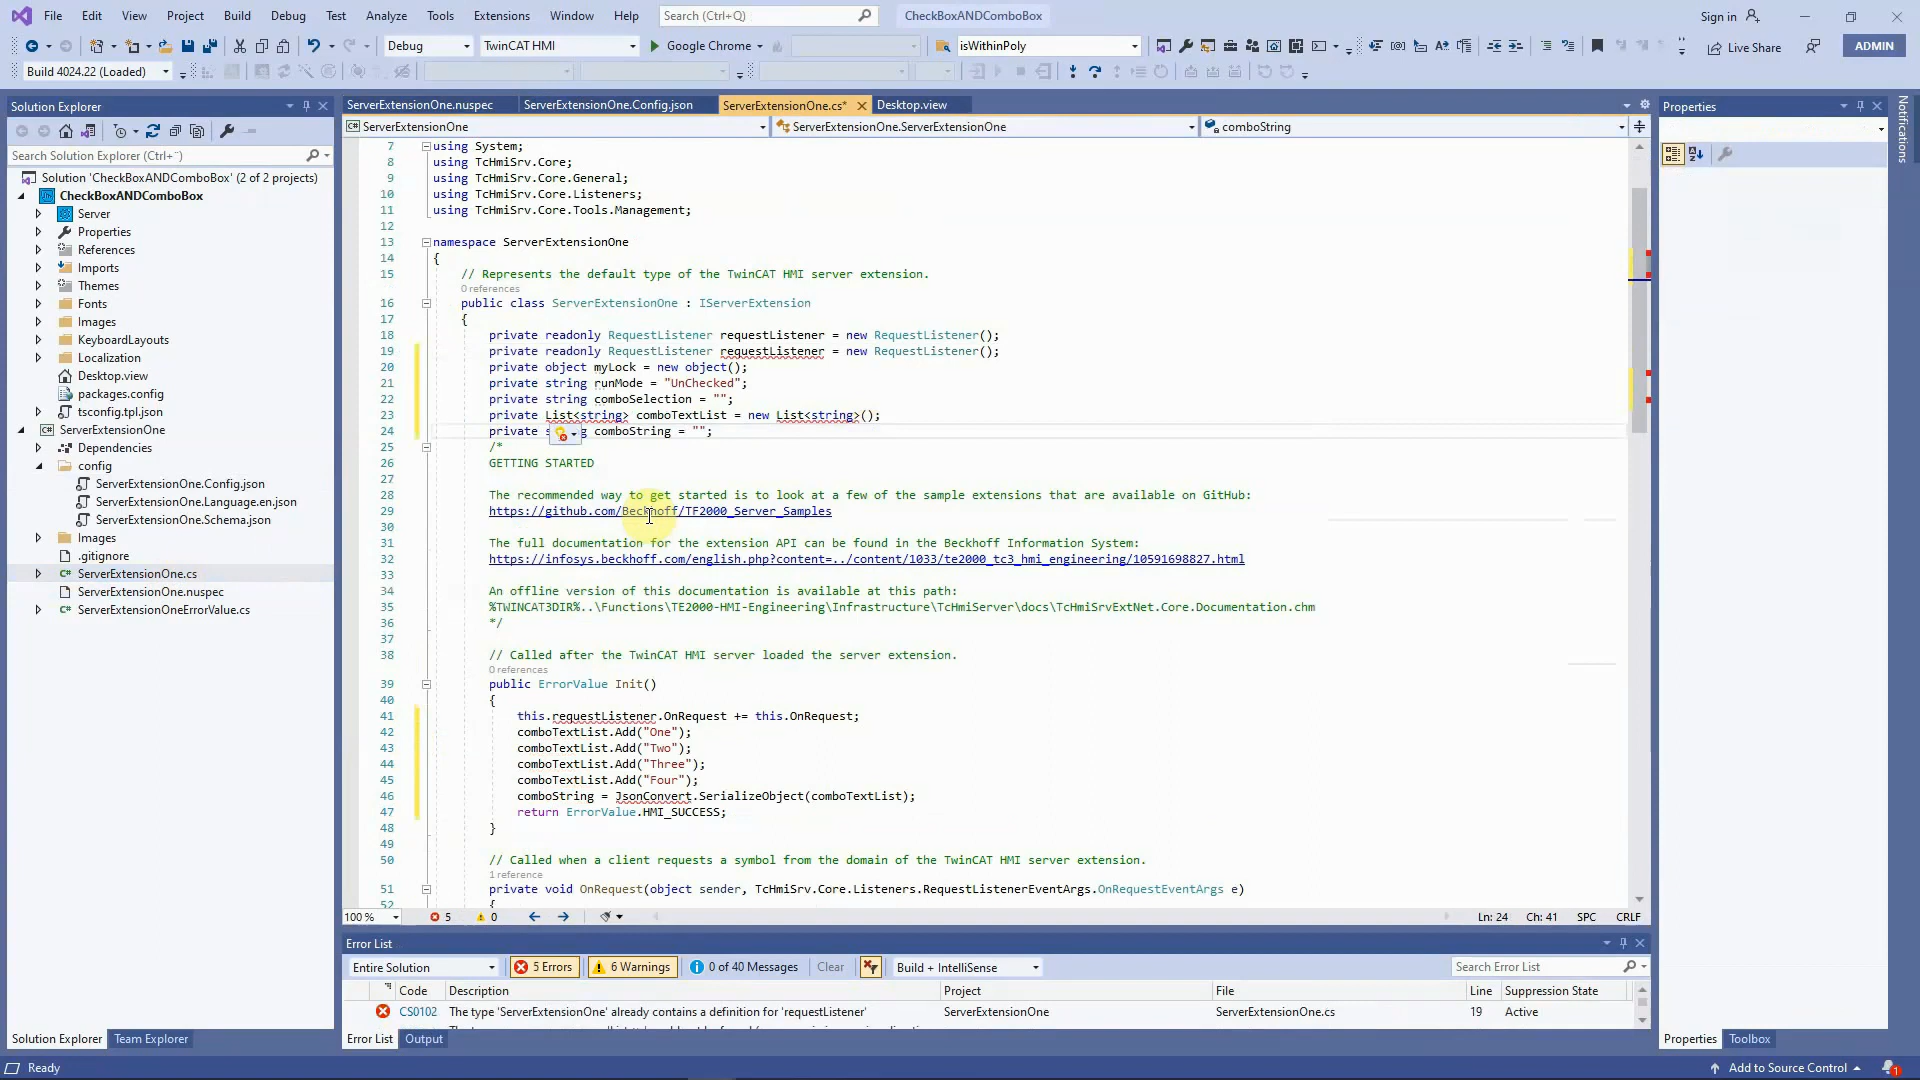 File Edit View Project Build Debug Test Analyze Tools Extensions Window Help Search (Ctrl+Q) CheckBoxANDComboBox Sign in
Debug TwinCAT HMI Google Chrome isWithinPoly Live Share ADMIN
Build 4024.22 (Loaded)
Solution Explorer
Search Solution Explorer (Ctrl+¨)
Solution 'CheckBoxANDComboBox' (2 of 2 projects)
CheckBoxANDComboBox
Server
Properties
References
Imports
Themes
Fonts
Images
KeyboardLayouts
Localization
Desktop.view
packages.config
tsconfig.tpl.json
ServerExtensionOne
Dependencies
config
ServerExtensionOne.Config.json
ServerExtensionOne.Language.en.json
ServerExtensionOne.Schema.json
Images
.gitignore
ServerExtensionOne.cs
ServerExtensionOne.nuspec
ServerExtensionOneErrorValue.cs
Solution Explorer Team Explorer
ServerExtensionOne.nuspec ServerExtensionOne.Config.json ServerExtensionOne.cs* Desktop.view
ServerExtensionOne ServerExtensionOne.ServerExtensionOne comboString
7 using System;
8 using TcHmiSrv.Core;
9 using TcHmiSrv.Core.General;
10 using TcHmiSrv.Core.Listeners;
11 using TcHmiSrv.Core.Tools.Management;
12
13 namespace ServerExtensionOne
14 {
15 // Represents the default type of the TwinCAT HMI server extension.
0 references
16 public class ServerExtensionOne : IServerExtension
17 {
18 private readonly RequestListener requestListener = new RequestListener();
19 private readonly RequestListener requestListener = new RequestListener();
20 private object myLock = new object();
21 private string runMode = "UnChecked";
22 private string comboSelection = "";
23 private List<string> comboTextList = new List<string>();
24 private s g comboString = "";
25 /*
26 GETTING STARTED
27
28 The recommended way to get started is to look at a few of the sample extensions that are available on GitHub:
29 https://github.com/Beckhoff/TF2000_Server_Samples
30
31 The full documentation for the extension API can be found in the Beckhoff Information System:
32 https://infosys.beckhoff.com/english.php?content=../content/1033/te2000_tc3_hmi_engineering/10591698827.html
33
34 An offline version of this documentation is available at this path:
35 %TWINCAT3DIR%..\Functions\TE2000-HMI-Engineering\Infrastructure\TcHmiServer\docs\TcHmiSrvExtNet.Core.Documentation.chm
36 */
37
38 // Called after the TwinCAT HMI server loaded the server extension.
0 references
39 public ErrorValue Init()
40 {
41 this.requestListener.OnRequest += this.OnRequest;
42 comboTextList.Add("One");
43 comboTextList.Add("Two");
44 comboTextList.Add("Three");
45 comboTextList.Add("Four");
46 comboString = JsonConvert.SerializeObject(comboTextList);
47 return ErrorValue.HMI_SUCCESS;
48 }
49
50 // Called when a client requests a symbol from the domain of the TwinCAT HMI server extension.
1 reference
51 private void OnRequest(object sender, TcHmiSrv.Core.Listeners.RequestListenerEventArgs.OnRequestEventArgs e)
52 {
100 % 5 0 Ln: 24 Ch: 41 SPC CRLF
Error List
Entire Solution 5 Errors 6 Warnings 0 of 40 Messages Clear Build + IntelliSense Search Error List
Code Description Project File Line Suppression State
CS0102 The type 'ServerExtensionOne' already contains a definition for 'requestListener' ServerExtensionOne ServerExtensionOne.cs 19 Active
Error List Output
Properties
Properties Toolbox
Notifications
Ready Add to Source Control 1